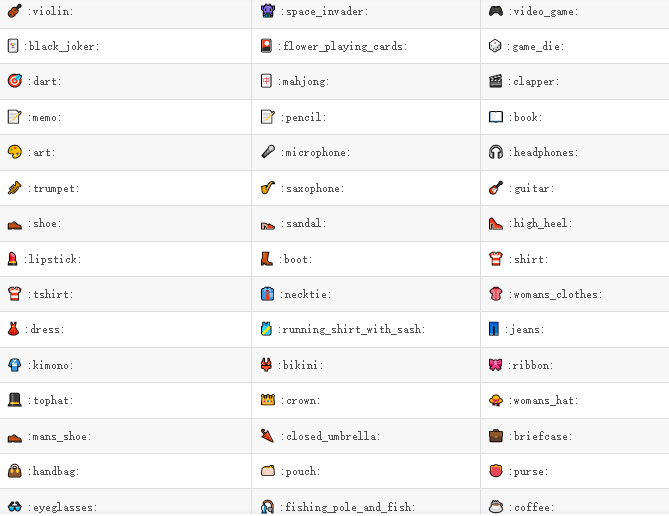 :violin: :space_invader: :video_game:
:black_joker: :flower_playing_cards: :game_die:
:dart: :mahjong: :clapper:
:memo: :pencil: :book:
:art: :microphone: :headphones:
:trumpet: :saxophone: :guitar:
:shoe: :sandal: :high_heel:
:lipstick: :boot: :shirt:
:tshirt: :necktie: :womans_clothes:
:dress: :running_shirt_with_sash: :jeans:
:kimono: :bikini: :ribbon:
:tophat: :crown: :womans_hat:
:mans_shoe: :closed_umbrella: :briefcase:
:handbag: :pouch: :purse:
:eyeglasses: :fishing_pole_and_fish: :coffee: